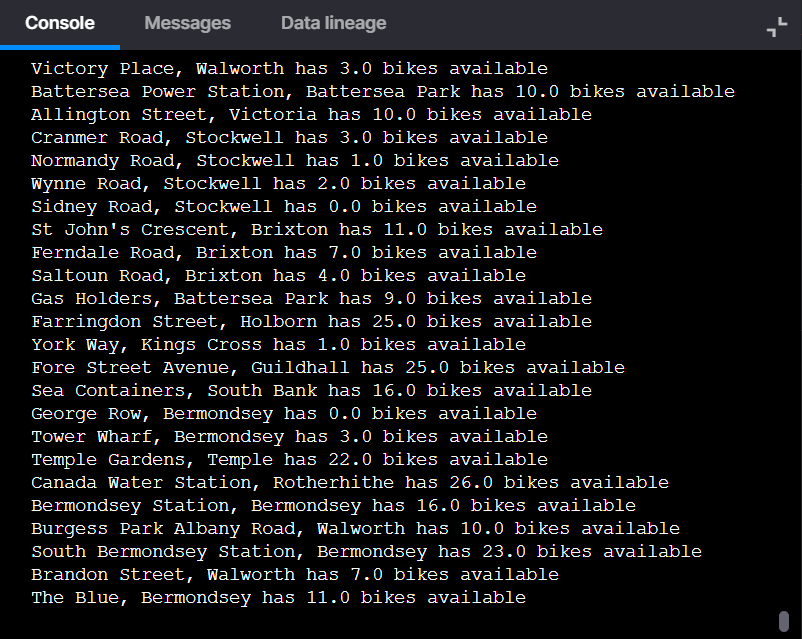 Console Messages Data lineage
Victory Place, Walworth has 3.0 bikes available
Battersea Power Station, Battersea Park has 10.0 bikes available
Allington Street, Victoria has 10.0 bikes available
Cranmer Road, Stockwell has 3.0 bikes available
Normandy Road, Stockwell has 1.0 bikes available
Wynne Road, Stockwell has 2.0 bikes available
Sidney Road, Stockwell has 0.0 bikes available
St John's Crescent, Brixton has 11.0 bikes available
Ferndale Road, Brixton has 7.0 bikes available
Saltoun Road, Brixton has 4.0 bikes available
Gas Holders, Battersea Park has 9.0 bikes available
Farringdon Street, Holborn has 25.0 bikes available
York Way, Kings Cross has 1.0 bikes available
Fore Street Avenue, Guildhall has 25.0 bikes available
Sea Containers, South Bank has 16.0 bikes available
George Row, Bermondsey has 0.0 bikes available
Tower Wharf, Bermondsey has 3.0 bikes available
Temple Gardens, Temple has 22.0 bikes available
Canada Water Station, Rotherhithe has 26.0 bikes available
Bermondsey Station, Bermondsey has 16.0 bikes available
Burgess Park Albany Road, Walworth has 10.0 bikes available
South Bermondsey Station, Bermondsey has 23.0 bikes available
Brandon Street, Walworth has 7.0 bikes available
The Blue, Bermondsey has 11.0 bikes available